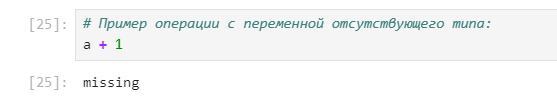 [25]: # Пример операции с переменной отсутствующего типа:
a + 1
[25]: missing